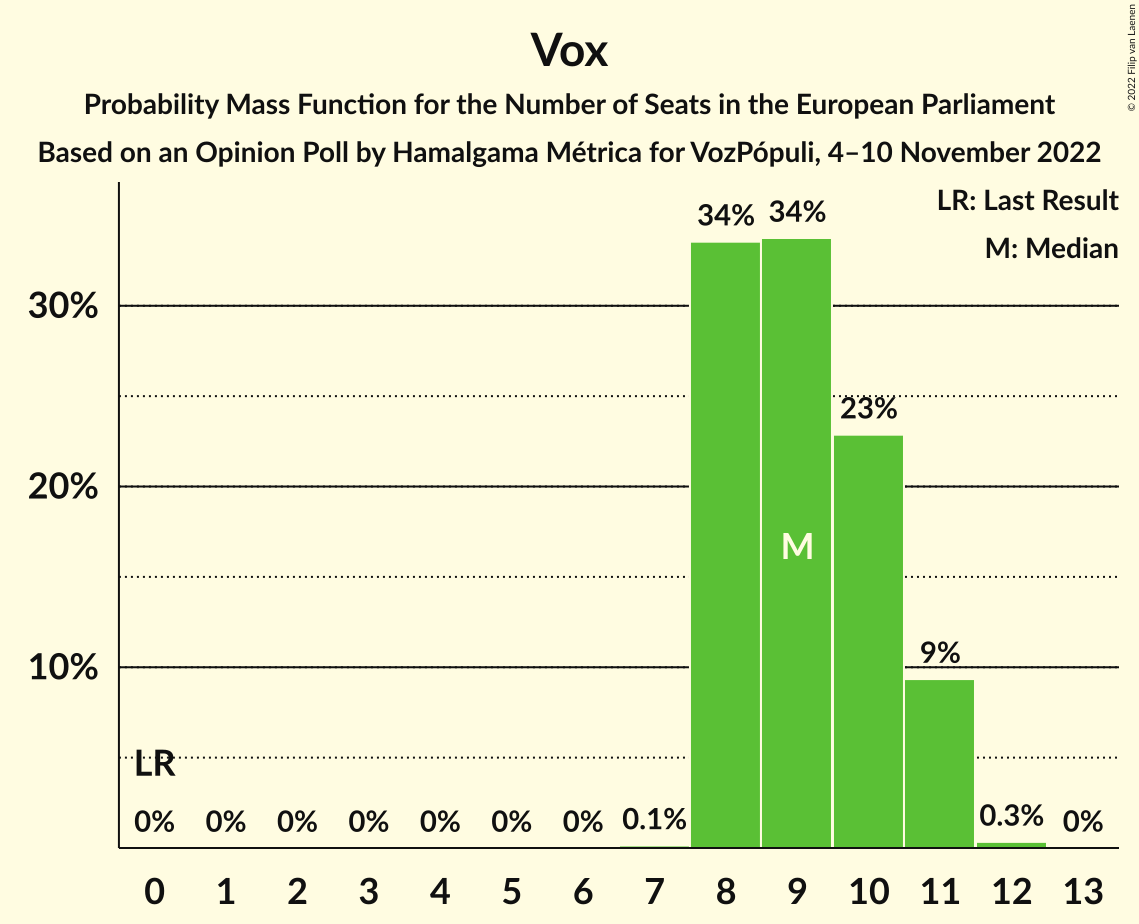 Vox
Probability Mass Function for the Number of Seats in the European Parliament
Based on an Opinion Poll by Hamalgama Métrica for VozPópuli, 4–10 November 2022
© 2022 Filip van Laenen
LR: Last Result
M: Median
34% 34%
30%
23%
20%
M
10%
9%
LR
0% 0% 0% 0% 0% 0% 0% 0.1% 0.3% 0%
0 1 2 3 4 5 6 7 8 9 10 11 12 13